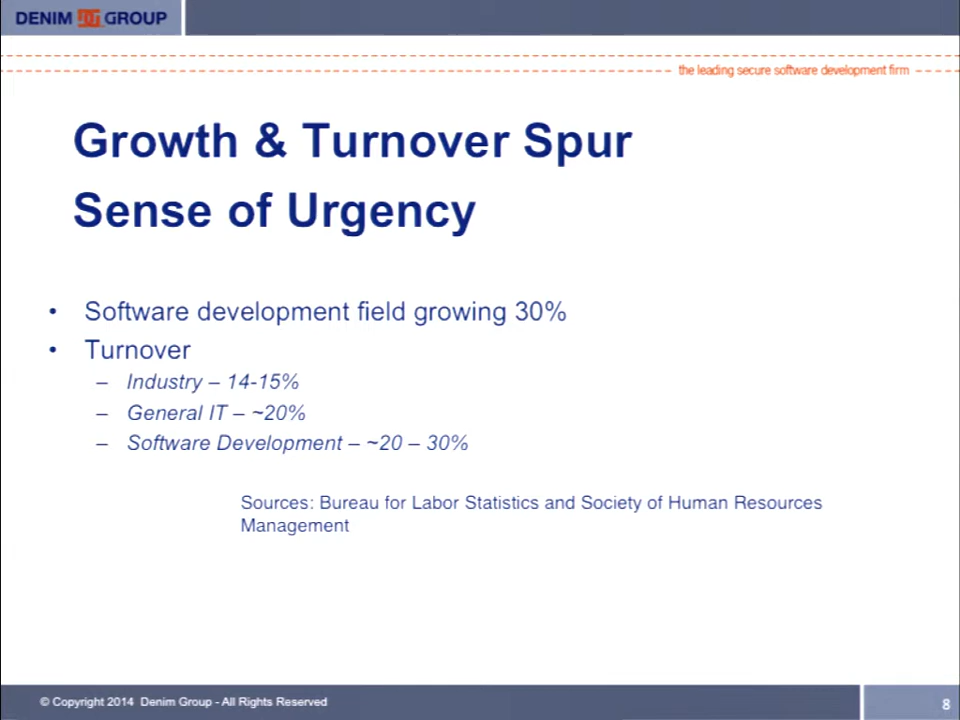 DENIM GROUP
the leading secure software development firm
Growth & Turnover Spur
Sense of Urgency
• Software development field growing 30%
• Turnover
– Industry – 14-15%
– General IT – ~20%
– Software Development – ~20 – 30%
Sources: Bureau for Labor Statistics and Society of Human Resources
Management
© Copyright 2014 Denim Group - All Rights Reserved
8